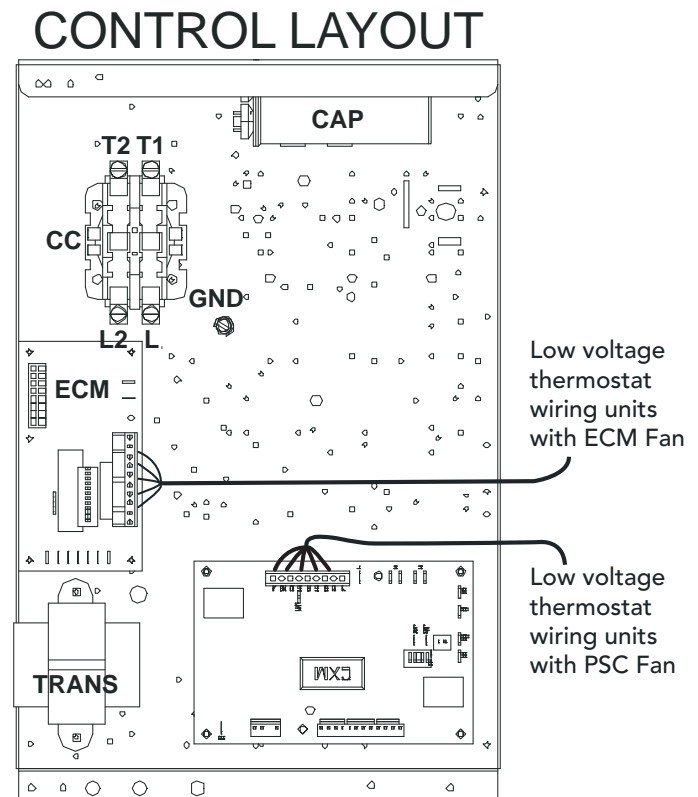 CONTROL LAYOUT
CAP
T2 T1
CC
GND
L2 L
ECM
Low voltage
thermostat
wiring units
with ECM Fan
Low voltage
thermostat
wiring units
with PSC Fan
TRANS
CXM